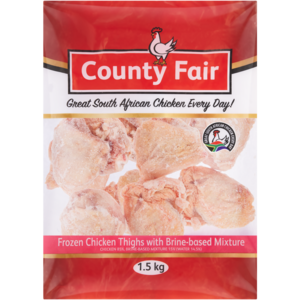 County Fair
Great South African Chicken Every Day!
Frozen Chicken Thighs with Brine-based Mixture
1.5 kg